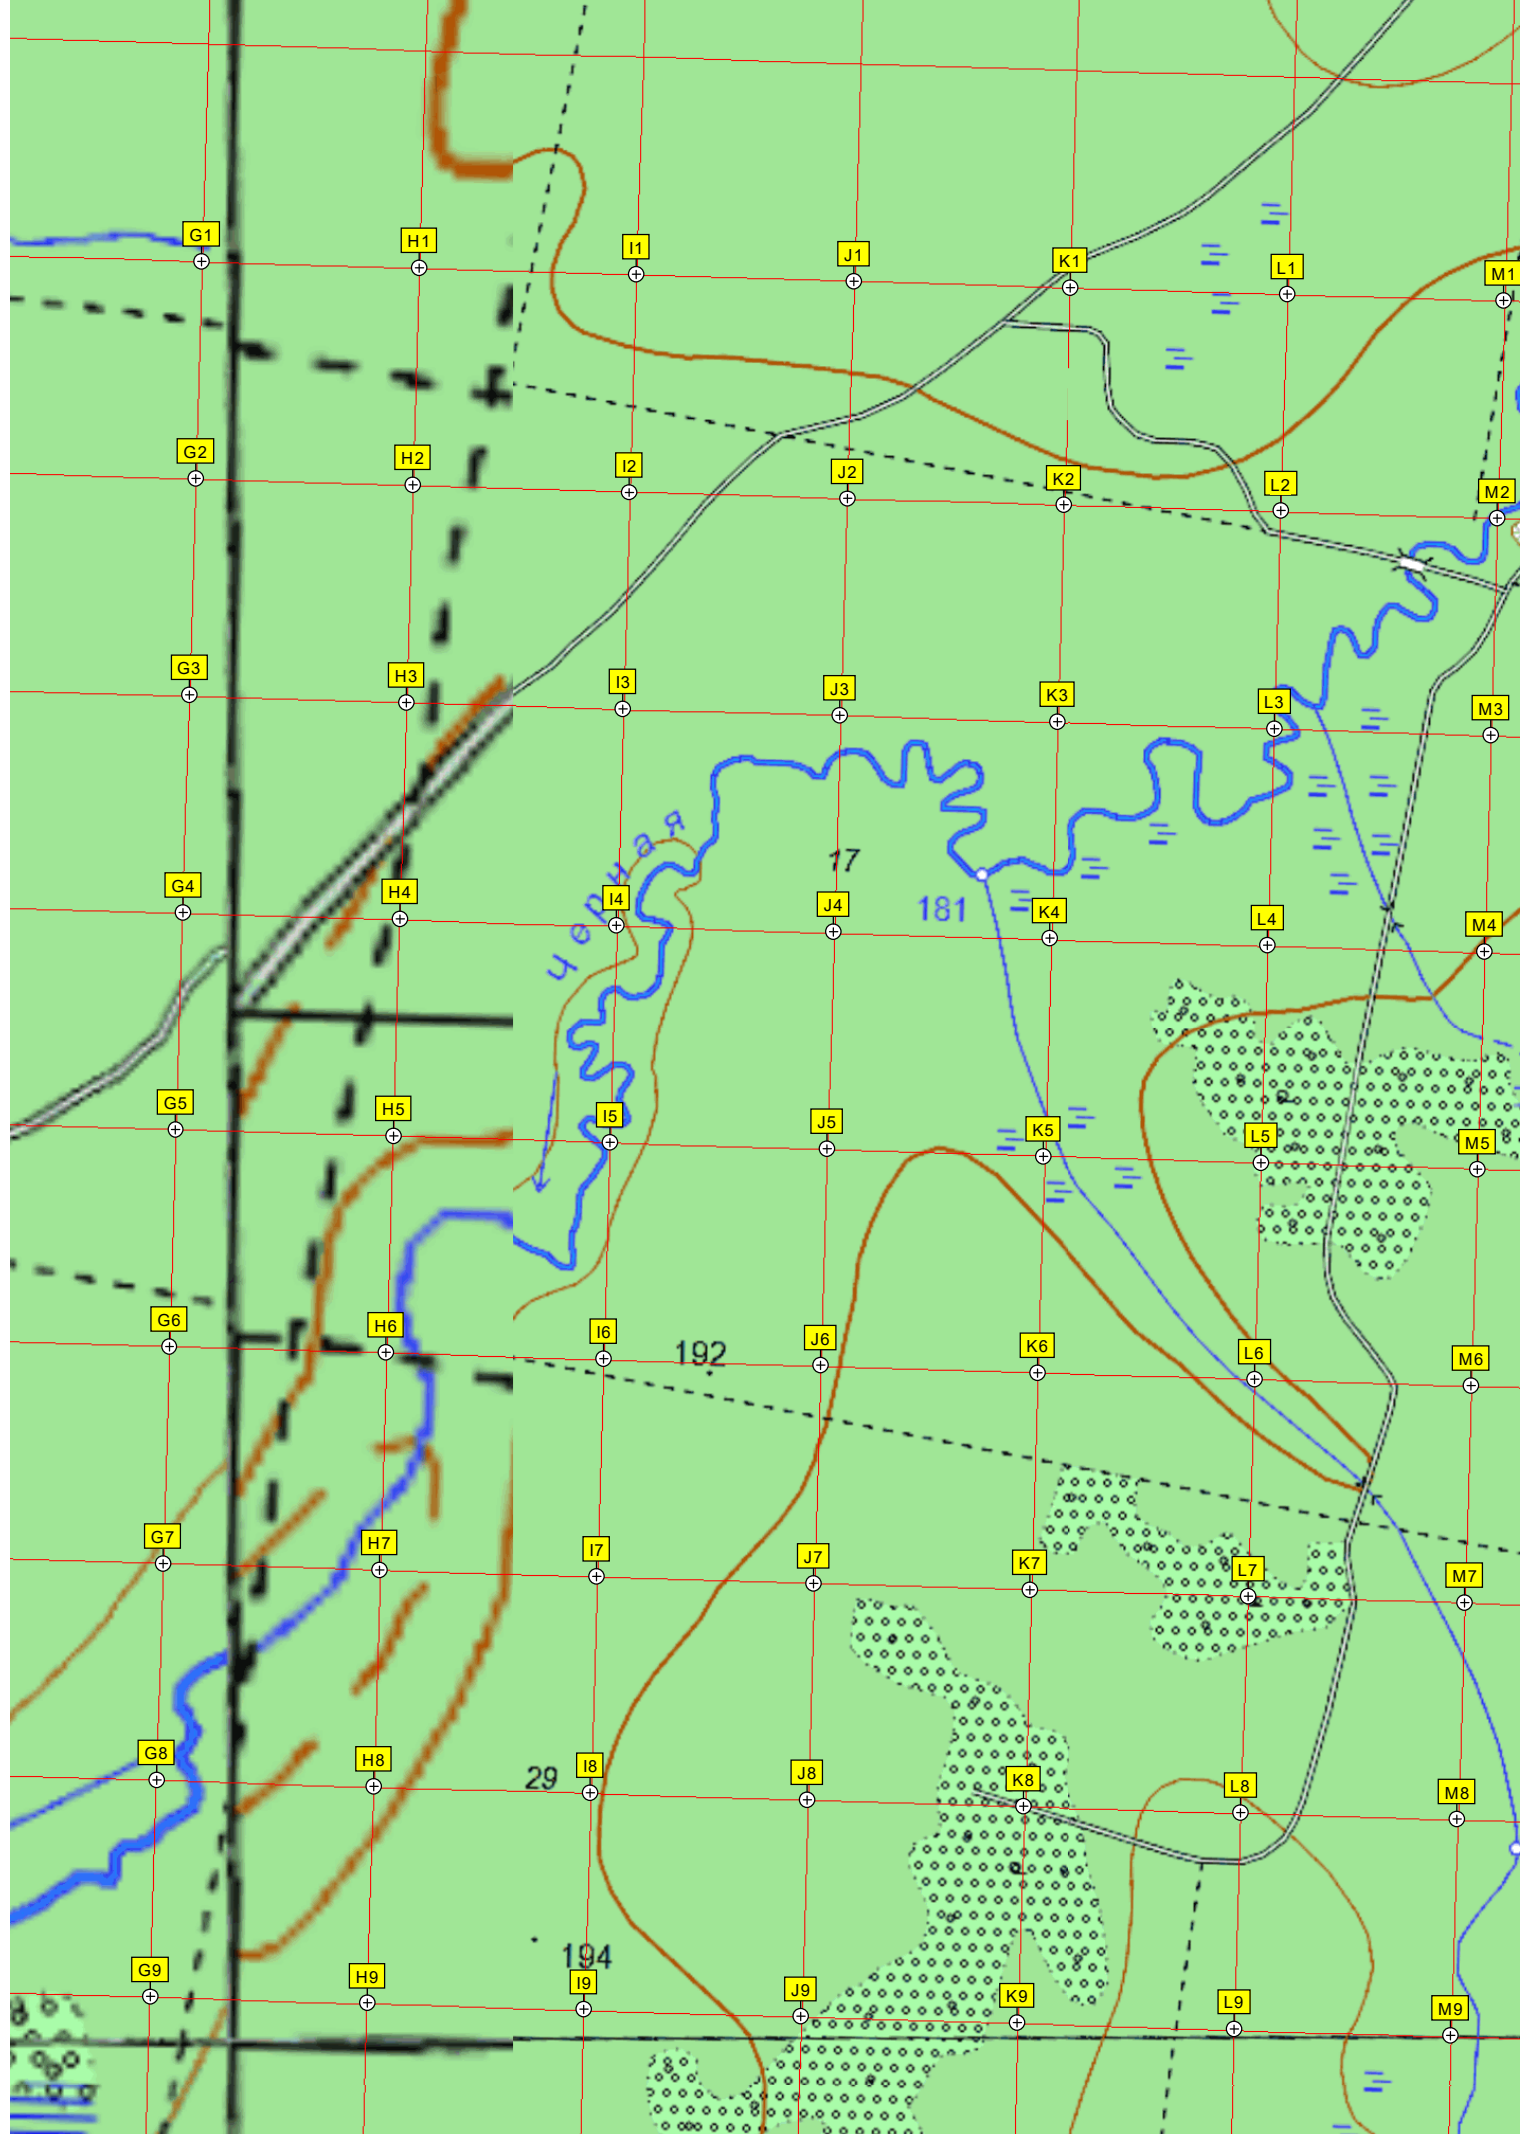 G1 H1 I1 J1 K1 L1 M1
G2 H2 I2 J2 K2 L2 M2
G3 H3 I3 J3 K3 L3 M3
Черная
17
181
G4 H4 I4 J4 K4 L4 M4
G5 H5 I5 J5 K5 L5 M5
G6 H6 I6 J6 K6 L6 M6
192
G7 H7 I7 J7 K7 L7 M7
G8 H8 I8 J8 K8 L8 M8
29
194
G9 H9 I9 J9 K9 L9 M9